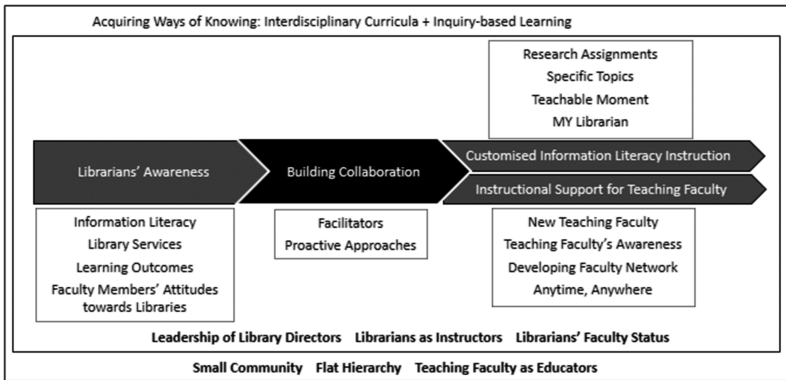 Acquiring Ways of Knowing: Interdisciplinary Curricula + Inquiry-based Learning
Research Assignments
Specific Topics
Teachable Moment
MY Librarian
Librarians' Awareness
Building Collaboration
Customised Information Literacy Instruction
Instructional Support for Teaching Faculty
Information Literacy
Library Services
Learning Outcomes
Faculty Members' Attitudes
towards Libraries
Facilitators
Proactive Approaches
New Teaching Faculty
Teaching Faculty's Awareness
Developing Faculty Network
Anytime, Anywhere
Leadership of Library Directors Librarians as Instructors Librarians' Faculty Status
Small Community Flat Hierarchy Teaching Faculty as Educators